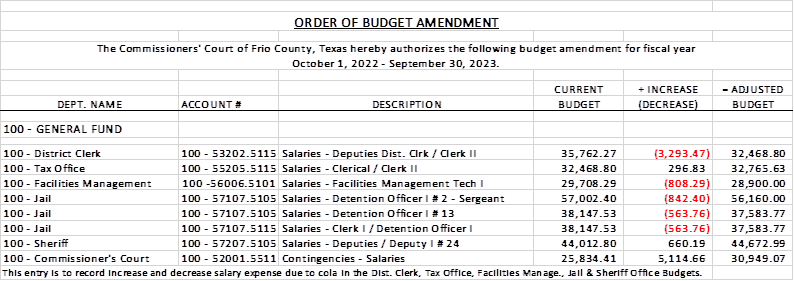 ORDER OF BUDGET AMENDMENT
The Commissioners' Court of Frio County, Texas hereby authorizes the following budget amendment for fiscal year
October 1, 2022 - September 30, 2023.
CURRENT + INCREASE = ADJUSTED
DEPT. NAME ACCOUNT # DESCRIPTION BUDGET (DECREASE) BUDGET
100 - GENERAL FUND
100 - District Clerk 100 - 53202.5115 Salaries - Deputies Dist. Clrk / Clerk II 35,762.27 (3,293.47) 32,468.80
100 - Tax Office 100 - 55205.5115 Salaries - Clerical / Clerk II 32,468.80 296.83 32,765.63
100 - Facilities Management 100 -56006.5101 Salaries - Facilities Management Tech I 29,708.29 (808.29) 28,900.00
100 - Jail 100 - 57107.5105 Salaries - Detention Officer I # 2 - Sergeant 57,002.40 (842.40) 56,160.00
100 - Jail 100 - 57107.5105 Salaries - Detention Officer I # 13 38,147.53 (563.76) 37,583.77
100 - Jail 100 - 57107.5115 Salaries - Clerk I / Detention Officer I 38,147.53 (563.76) 37,583.77
100 - Sheriff 100 - 57207.5105 Salaries - Deputies / Deputy I # 24 44,012.80 660.19 44,672.99
100 - Commissioner's Court 100 - 52001.5511 Contingencies - Salaries 25,834.41 5,114.66 30,949.07
This entry is to record increase and decrease salary expense due to cola in the Dist. Clerk, Tax Office, Facilities Manage., Jail & Sheriff Office Budgets.